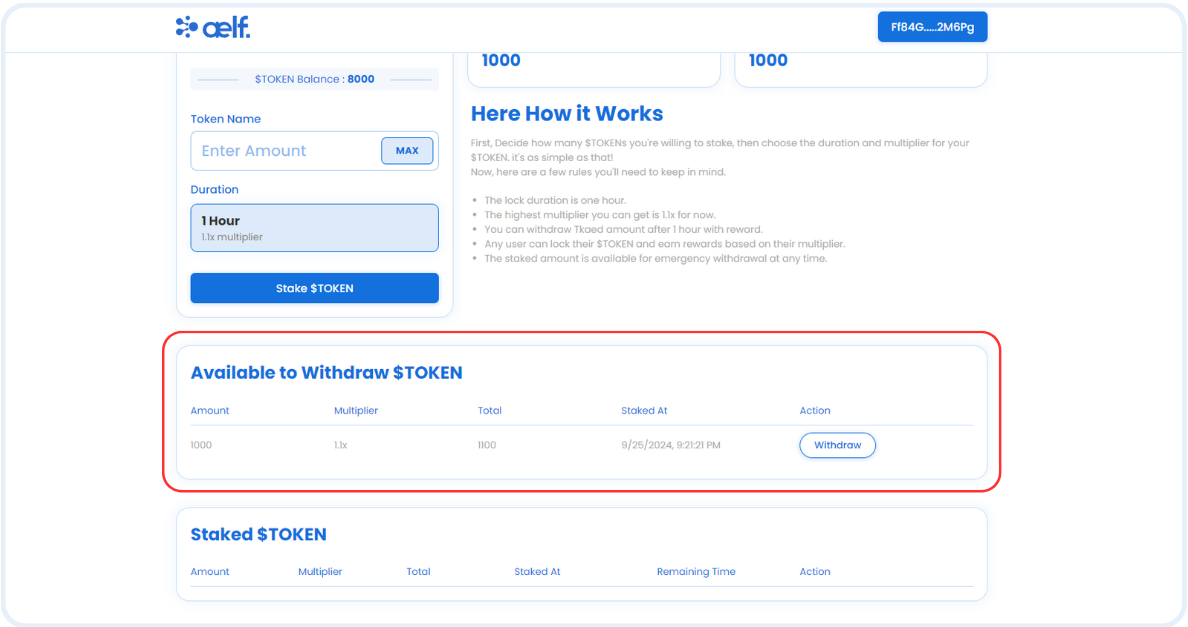 aelf.
Ff84G.....2M6Pg
$TOKEN Balance : 8000
Token Name
Enter Amount
MAX
Duration
1 Hour
1.1x multiplier
Stake $TOKEN
1000
1000
Here How it Works
First, Decide how many $TOKENs you're willing to stake, then choose the duration and multiplier for your
$TOKEN. it's as simple as that!
Now, here are a few rules you'll need to keep in mind.
• The lock duration is one hour.
• The highest multiplier you can get is 1.1x for now.
• You can withdraw Tkaed amount after 1 hour with reward.
• Any user can lock their $TOKEN and earn rewards based on their multiplier.
• The staked amount is available for emergency withdrawal at any time.
Available to Withdraw $TOKEN
Amount Multiplier Total Staked At Action
1000 1.1x 1100 9/25/2024, 9:21:21 PM Withdraw
Staked $TOKEN
Amount Multiplier Total Staked At Remaining Time Action